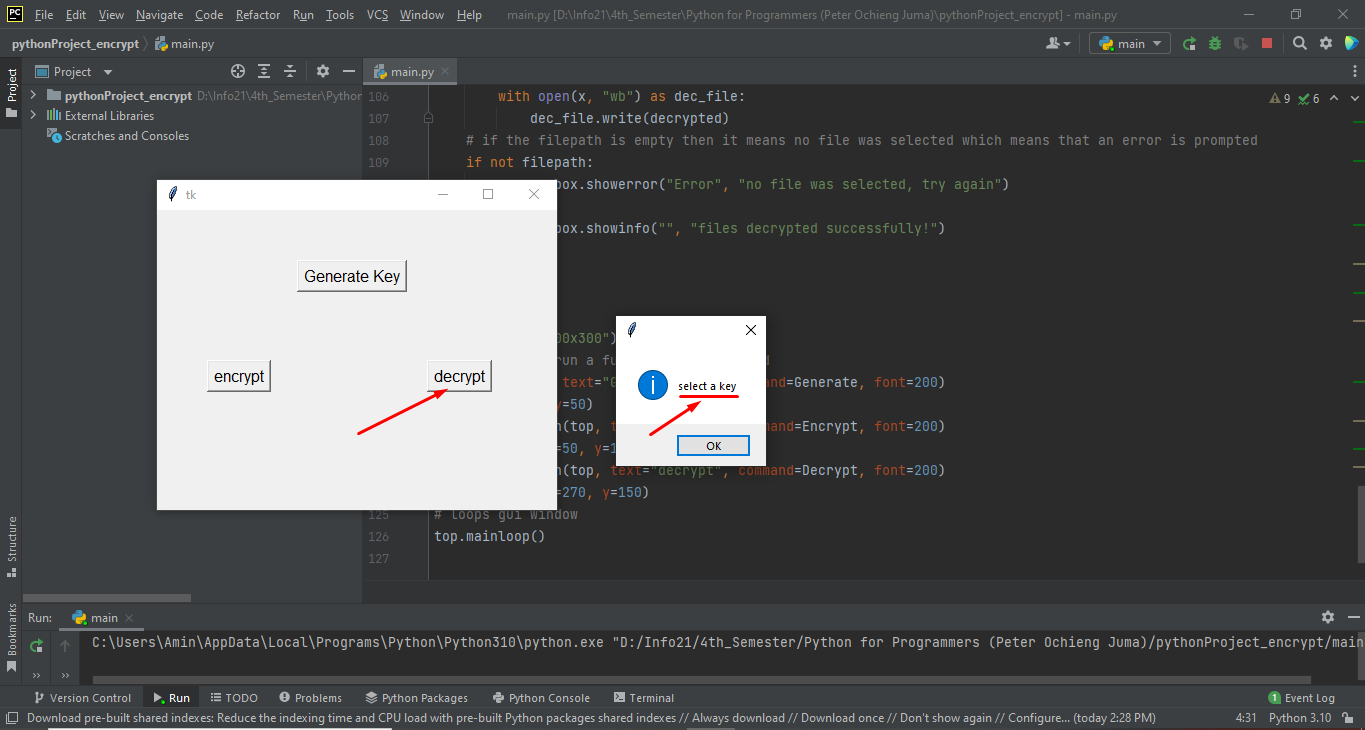 PC File Edit View Navigate Code Refactor Run Tools VCS Window Help main.py [D:\Info21\4th_Semester\Python for Programmers (Peter Ochieng Juma)\pythonProject_encrypt] - main.py
pythonProject_encrypt main.py main
Project main.py
pythonProject_encrypt D:\Info21\4th_Semester\Python
External Libraries
Scratches and Consoles
Project
Structure
Bookmarks
9 6
106 with open(x, "wb") as dec_file:
107 dec_file.write(decrypted)
108 # if the filepath is empty then it means no file was selected which means that an error is prompted
109 if not filepath:
box.showerror("Error", "no file was selected, try again")
box.showinfo("", "files decrypted successfully!")
tk
Generate Key
encrypt decrypt
select a key
OK
00x300")
run a fu d
text="G and=Generate, font=200)
y=50)
n(top, t and=Encrypt, font=200)
=50, y=1
n(top, text="decrypt", command=Decrypt, font=200)
=270, y=150)
125 # loops gui window
126 top.mainloop()
127
Run: main
C:\Users\Amin\AppData\Local\Programs\Python\Python310\python.exe "D:/Info21/4th_Semester/Python for Programmers (Peter Ochieng Juma)/pythonProject_encrypt/main
Version Control Run TODO Problems Python Packages Python Console Terminal 1 Event Log
Download pre-built shared indexes: Reduce the indexing time and CPU load with pre-built Python packages shared indexes // Always download // Download once // Don't show again // Configure... (today 2:28 PM) 4:31 Python 3.10